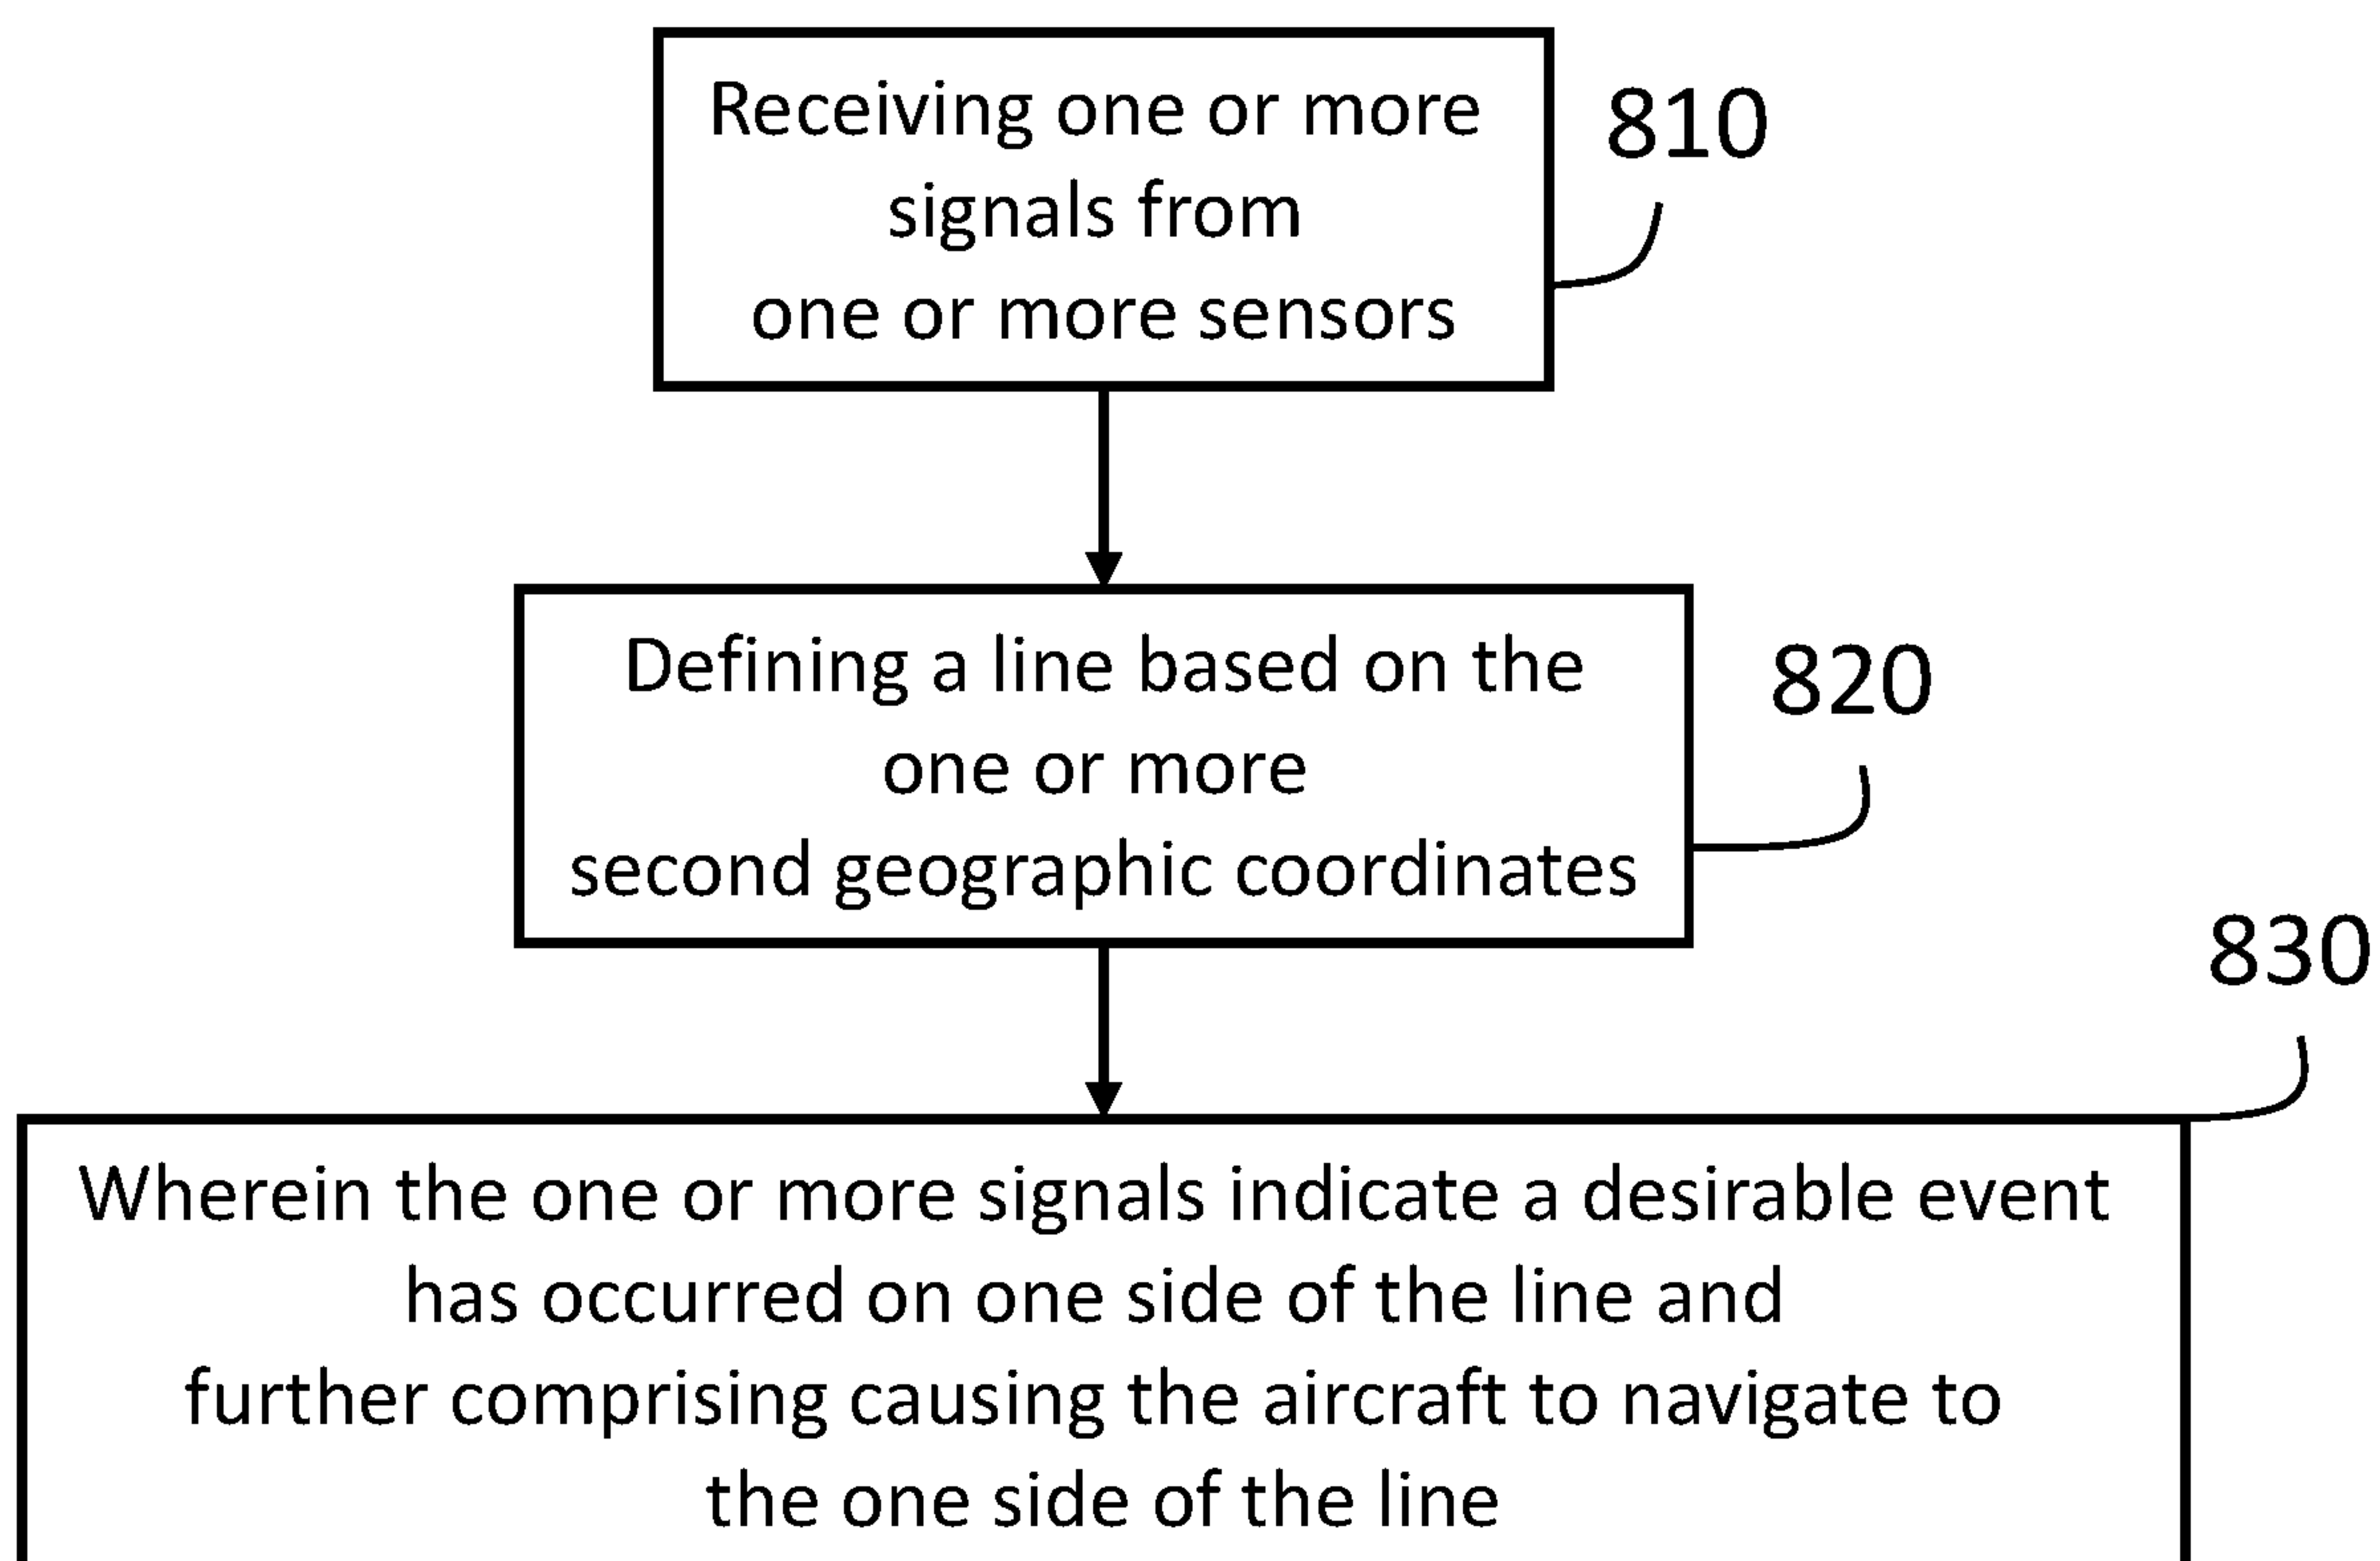 Receiving one or more
signals from
one or more sensors
810
Defining a line based on the
one or more
second geographic coordinates
820
830
Wherein the one or more signals indicate a desirable event
has occurred on one side of the line and
further comprising causing the aircraft to navigate to
the one side of the line